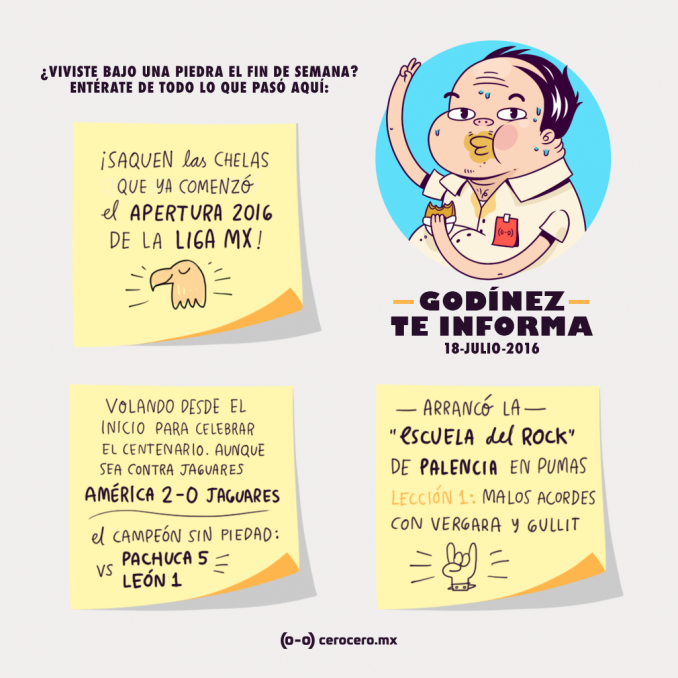 ¿VIVISTE BAJO UNA PIEDRA EL FIN DE SEMANA?
ENTÉRATE DE TODO LO QUE PASÓ AQUÍ:
¡SAQUEN las CHELAS
QUE YA COMENZÓ
el APERTURA 2016
DE LA LIGA MX!
GODÍNEZ
TE INFORMA
18-JULIO-2016
VOLANDO DESDE EL
INICIO PARA CELEBRAR
EL CENTENARIO. AUNQUE
SEA CONTRA JAGUARES
AMÉRICA 2-0 JAGUARES
el CAMPEÓN SIN PIEDAD:
VS PACHUCA 5
LEÓN 1
— ARRANCÓ LA —
"eSCUELA del ROCK"
DE PALENCIA EN PUMAS
LECCIÓN 1: MALOS ACORDES
CON VERGARA Y GULLIT
(o-o) cerocero.mx